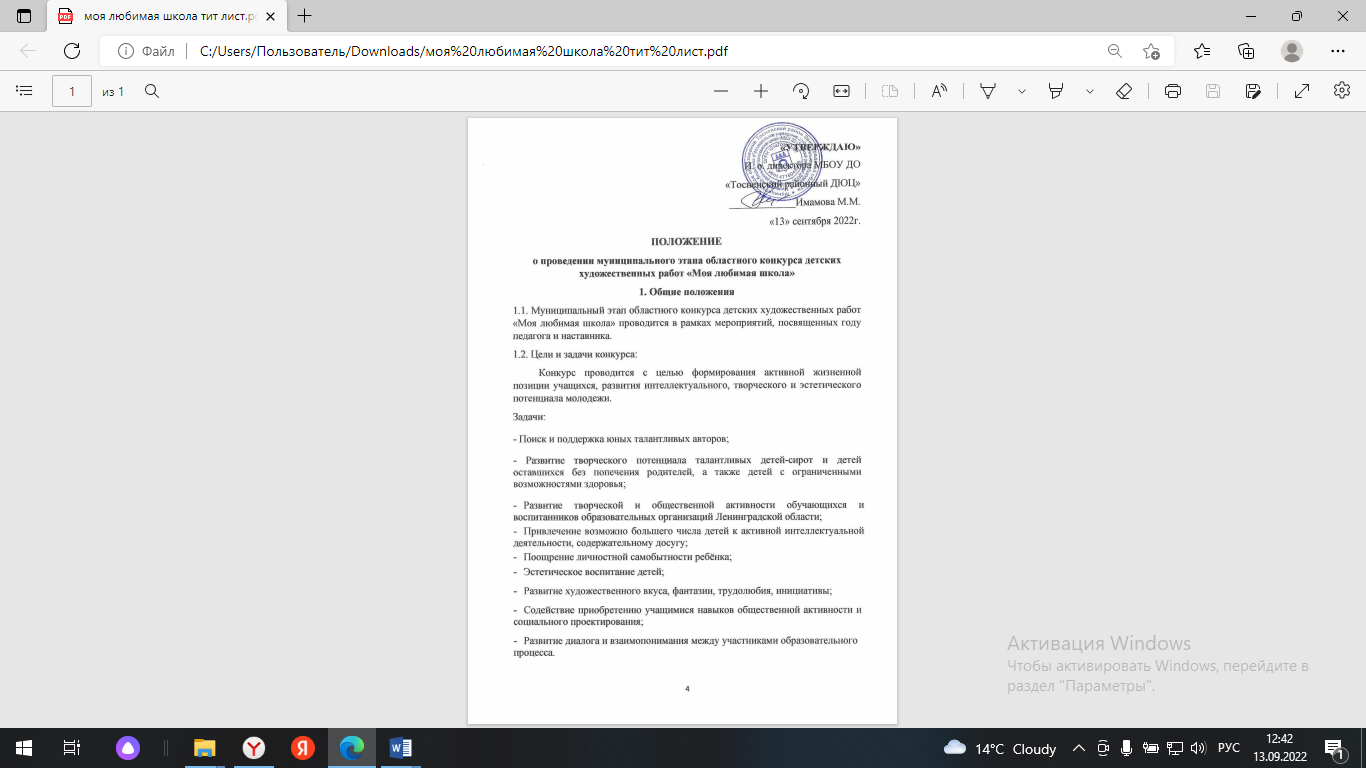 моя любимая школа тит лист.pd
Файл
C:/Users/Пользователь/Downloads/моя%20любимая%20школа%20тит%20лист.pdf
1
из 1
«УТВЕРЖДАЮ»
И. о. директора МБОУ ДО
«Тосненский районный ДЮЦ»
Имамова М.М.
«13» сентября 2022г.
ПОЛОЖЕНИЕ
о проведении муниципального этапа областного конкурса детских
художественных работ «Моя любимая школа»
1. Общие положения
1.1. Муниципальный этап областного конкурса детских художественных работ
«Моя любимая школа» проводится в рамках мероприятий, посвященных году
педагога и наставника.
1.2. Цели и задачи конкурса:
Конкурс проводится с целью формирования активной жизненной
позиции учащихся, развития интеллектуального, творческого и эстетического
потенциала молодежи.
Задачи:
- Поиск и поддержка юных талантливых авторов;
- Развитие творческого потенциала талантливых детей-сирот и детей
оставшихся без попечения родителей, а также детей с ограниченными
возможностями здоровья;
- Развитие творческой и общественной активности обучающихся и
воспитанников образовательных организаций Ленинградской области;
- Привлечение возможно большего числа детей к активной интеллектуальной
деятельности, содержательному досугу;
- Поощрение личностной самобытности ребёнка;
- Эстетическое воспитание детей;
- Развитие художественного вкуса, фантазии, трудолюбия, инициативы;
- Содействие приобретению учащимися навыков общественной активности и
социального проектирования;
- Развитие диалога и взаимопонимания между участниками образовательного
процесса.
4
Активация Windows
Чтобы активировать Windows, перейдите в
раздел "Параметры".
14°C Cloudy
РУС
12:42
13.09.2022
1